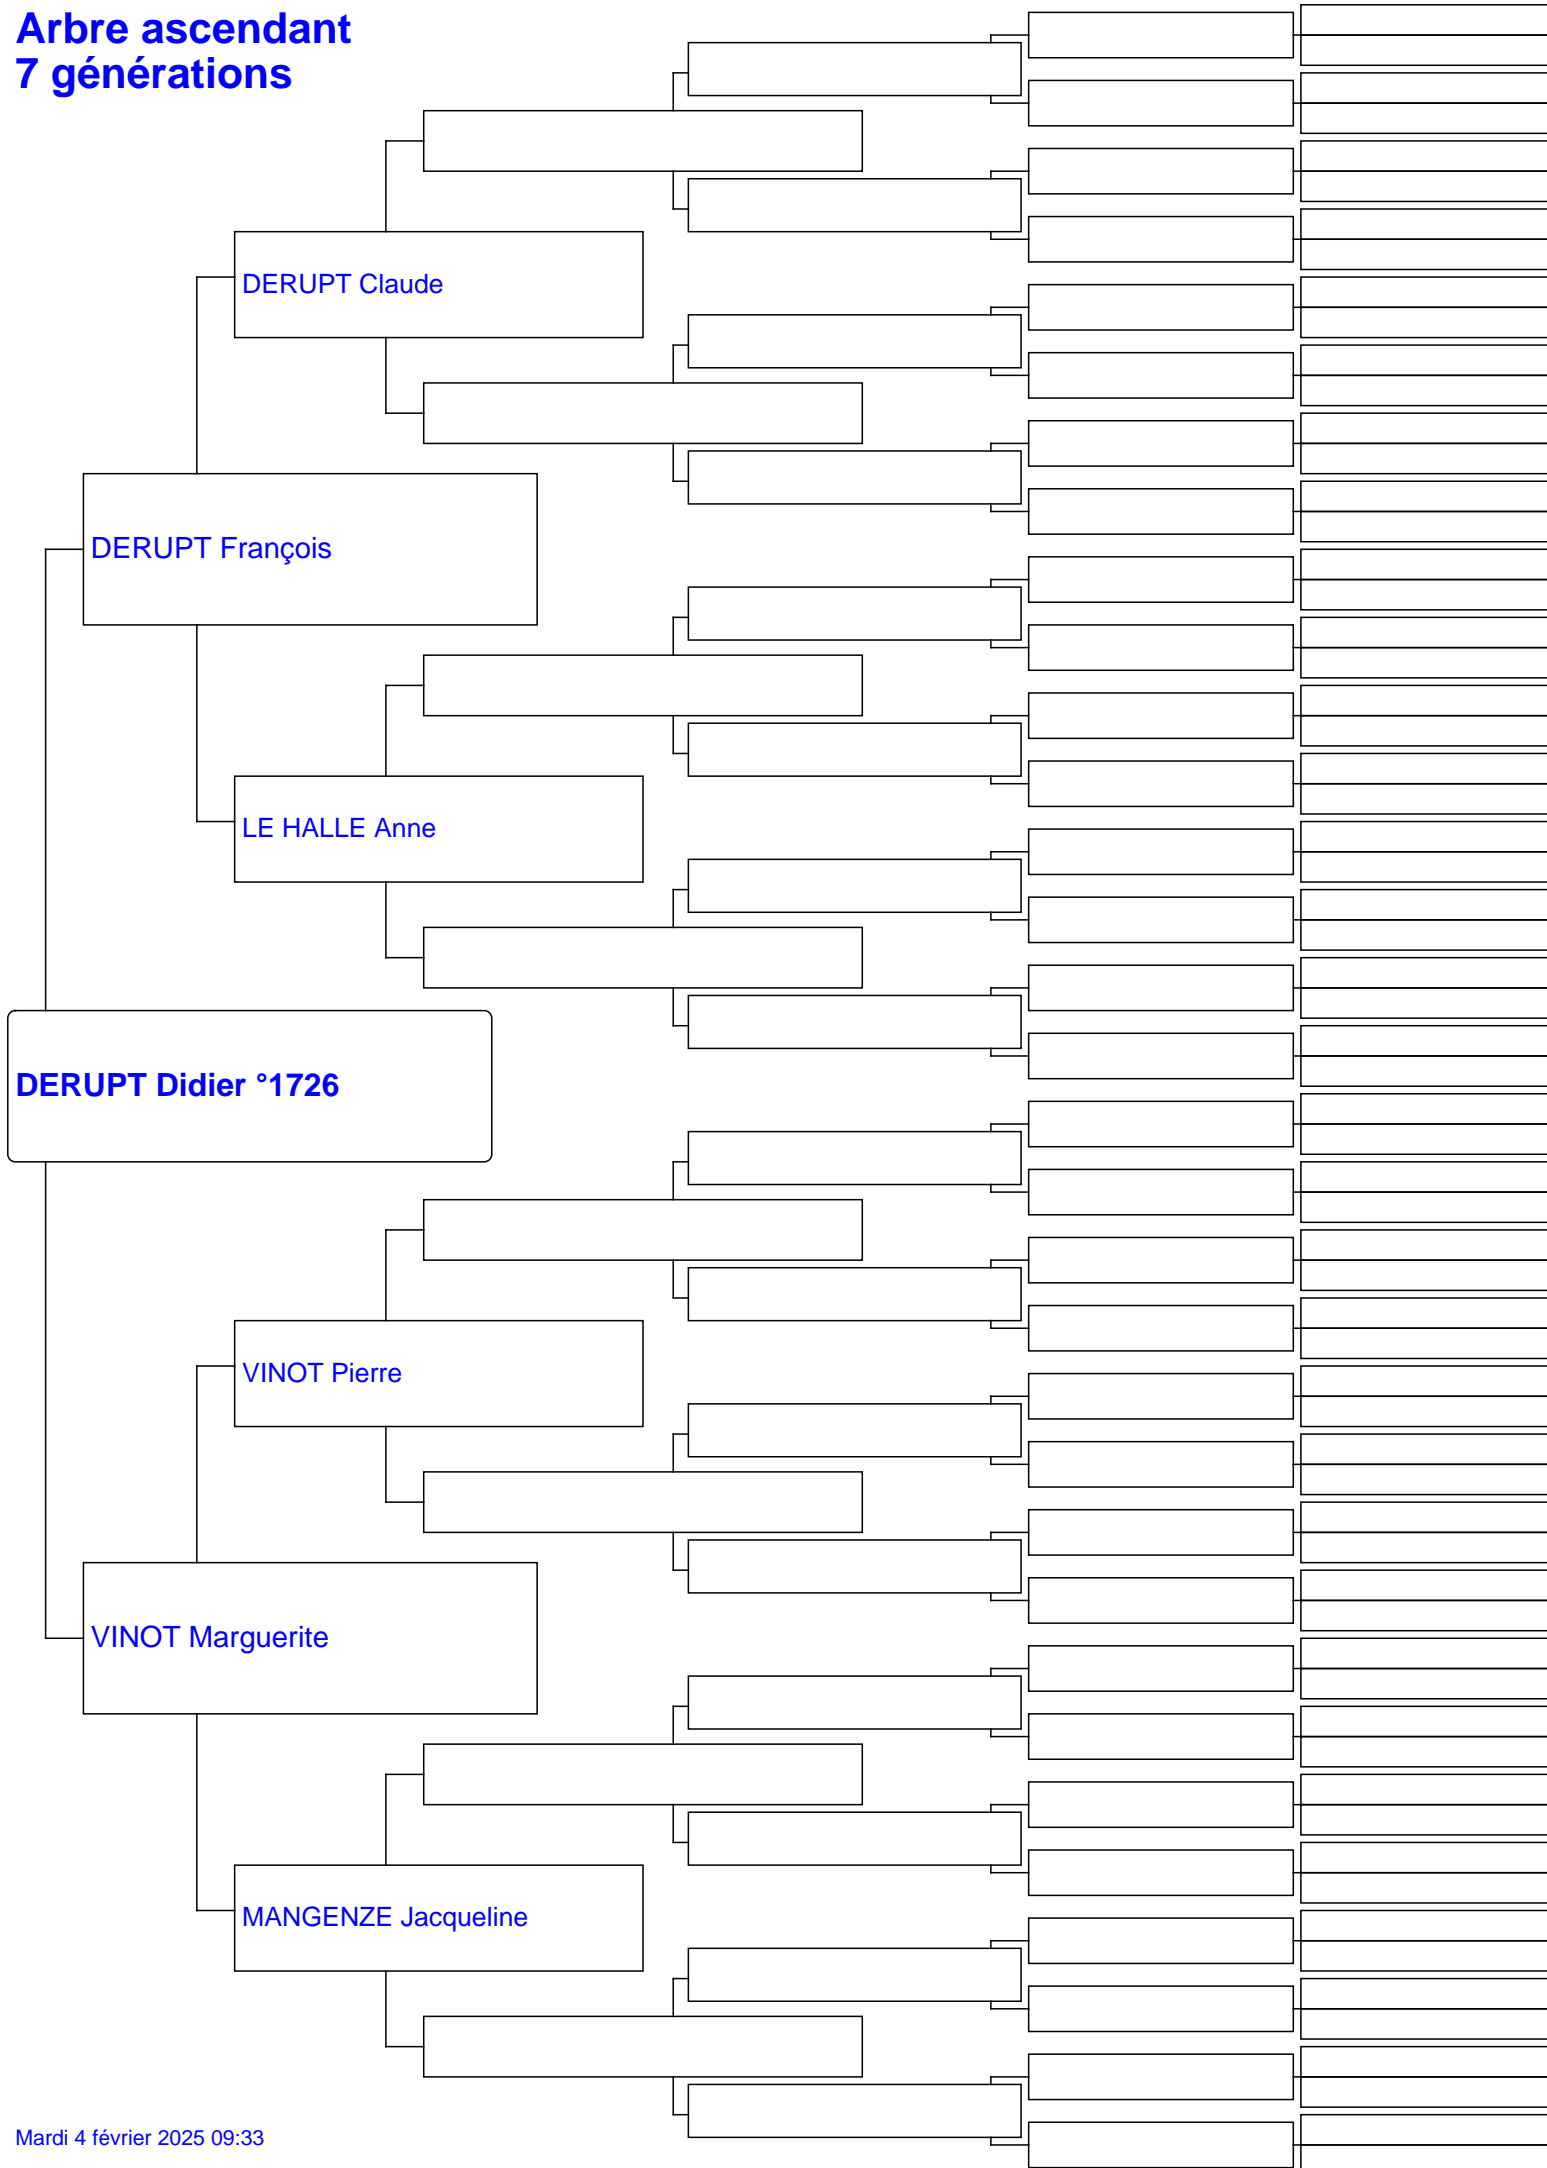 Arbre ascendant
7 générations
DERUPT Claude
DERUPT François
LE HALLE Anne
DERUPT Didier °1726
VINOT Pierre
VINOT Marguerite
MANGENZE Jacqueline
Mardi 4 février 2025 09:33